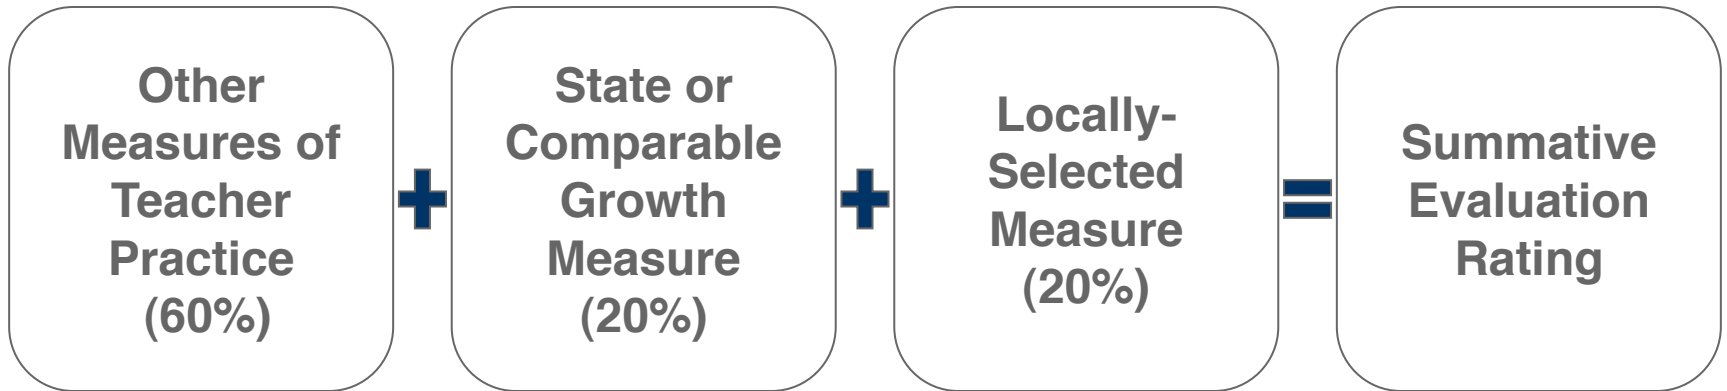 Other
Measures of
Teacher
Practice
(60%)
+
State or
Comparable
Growth
Measure
(20%)
+
Locally-
Selected
Measure
(20%)
=
Summative
Evaluation
Rating